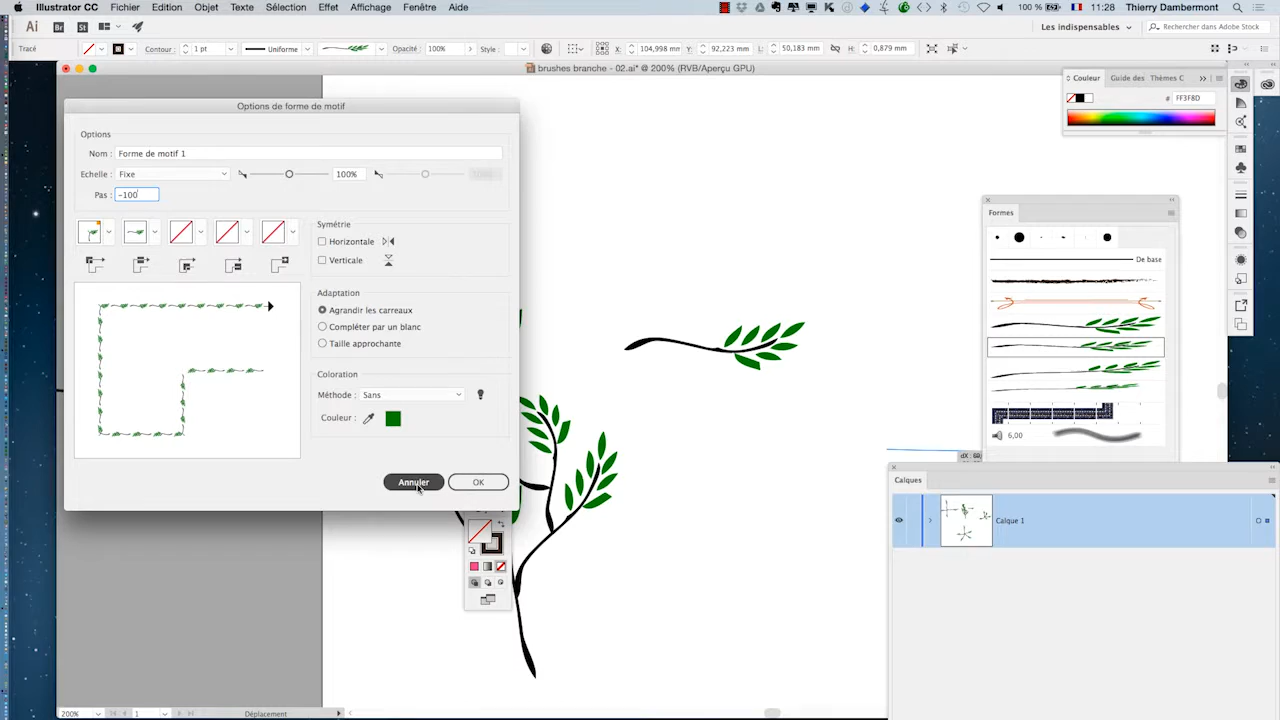 Illustrator CC Fichier Edition Objet Texte Sélection Effet Affichage Fenêtre Aide 100 % 11:28 Thierry Dambermont
Ai Br St Les indispensables Rechercher dans Adobe Stock
Tracé Contour : 1 pt Uniforme Opacité : 100% Style : X: 104,998 mm Y: 92,223 mm L: 50,183 mm H: 0,879 mm
brushes branche - 02.ai* @ 200% (RVB/Aperçu GPU)
Couleur Guide des Thèmes C
# FF3F8D
Options de forme de motif
Options
Nom : Forme de motif 1
Echelle : Fixe 100%
Pas : -100
Symétrie
Horizontale
Verticale
Adaptation
Agrandir les carreaux
Compléter par un blanc
Taille approchante
Coloration
Méthode : Sans
Couleur :
Annuler OK
Formes
De base
6,00
Calques
Calque 1
200% 1 Déplacement